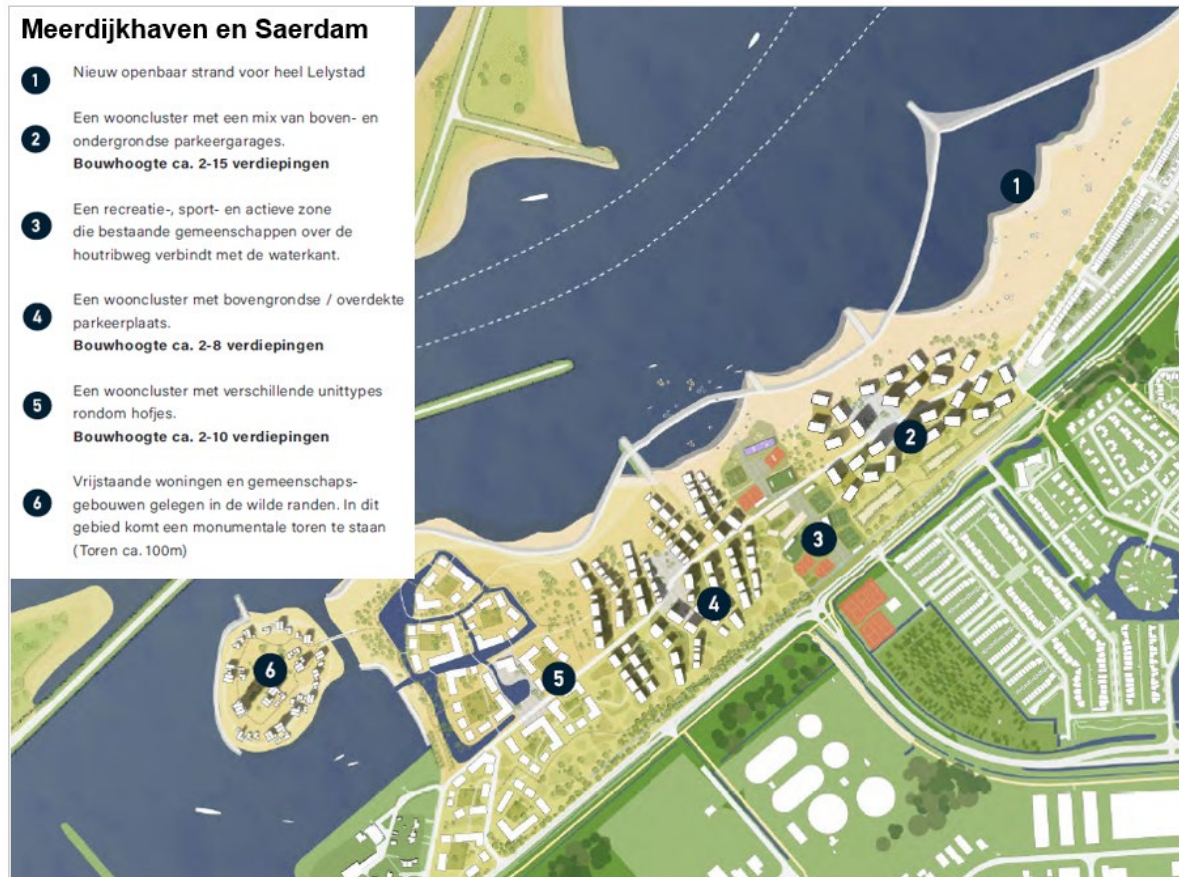 Meerdijkhaven en Saerdam
1
Nieuw openbaar strand voor heel Lelystad
2
Een wooncluster met een mix van boven- en
ondergrondse parkeergarages.
Bouwhoogte ca. 2-15 verdiepingen
3
Een recreatie-, sport- en actieve zone
die bestaande gemeenschappen over de
houtribweg verbindt met de waterkant.
4
Een wooncluster met bovengrondse / overdekte
parkeerplaats.
Bouwhoogte ca. 2-8 verdiepingen
5
Een wooncluster met verschillende unittypes
rondom hofjes.
Bouwhoogte ca. 2-10 verdiepingen
6
Vrijstaande woningen en gemeenschaps-
gebouwen gelegen in de wilde randen. In dit
gebied komt een monumentale toren te staan
(Toren ca. 100m)
1
2
3
4
5
6